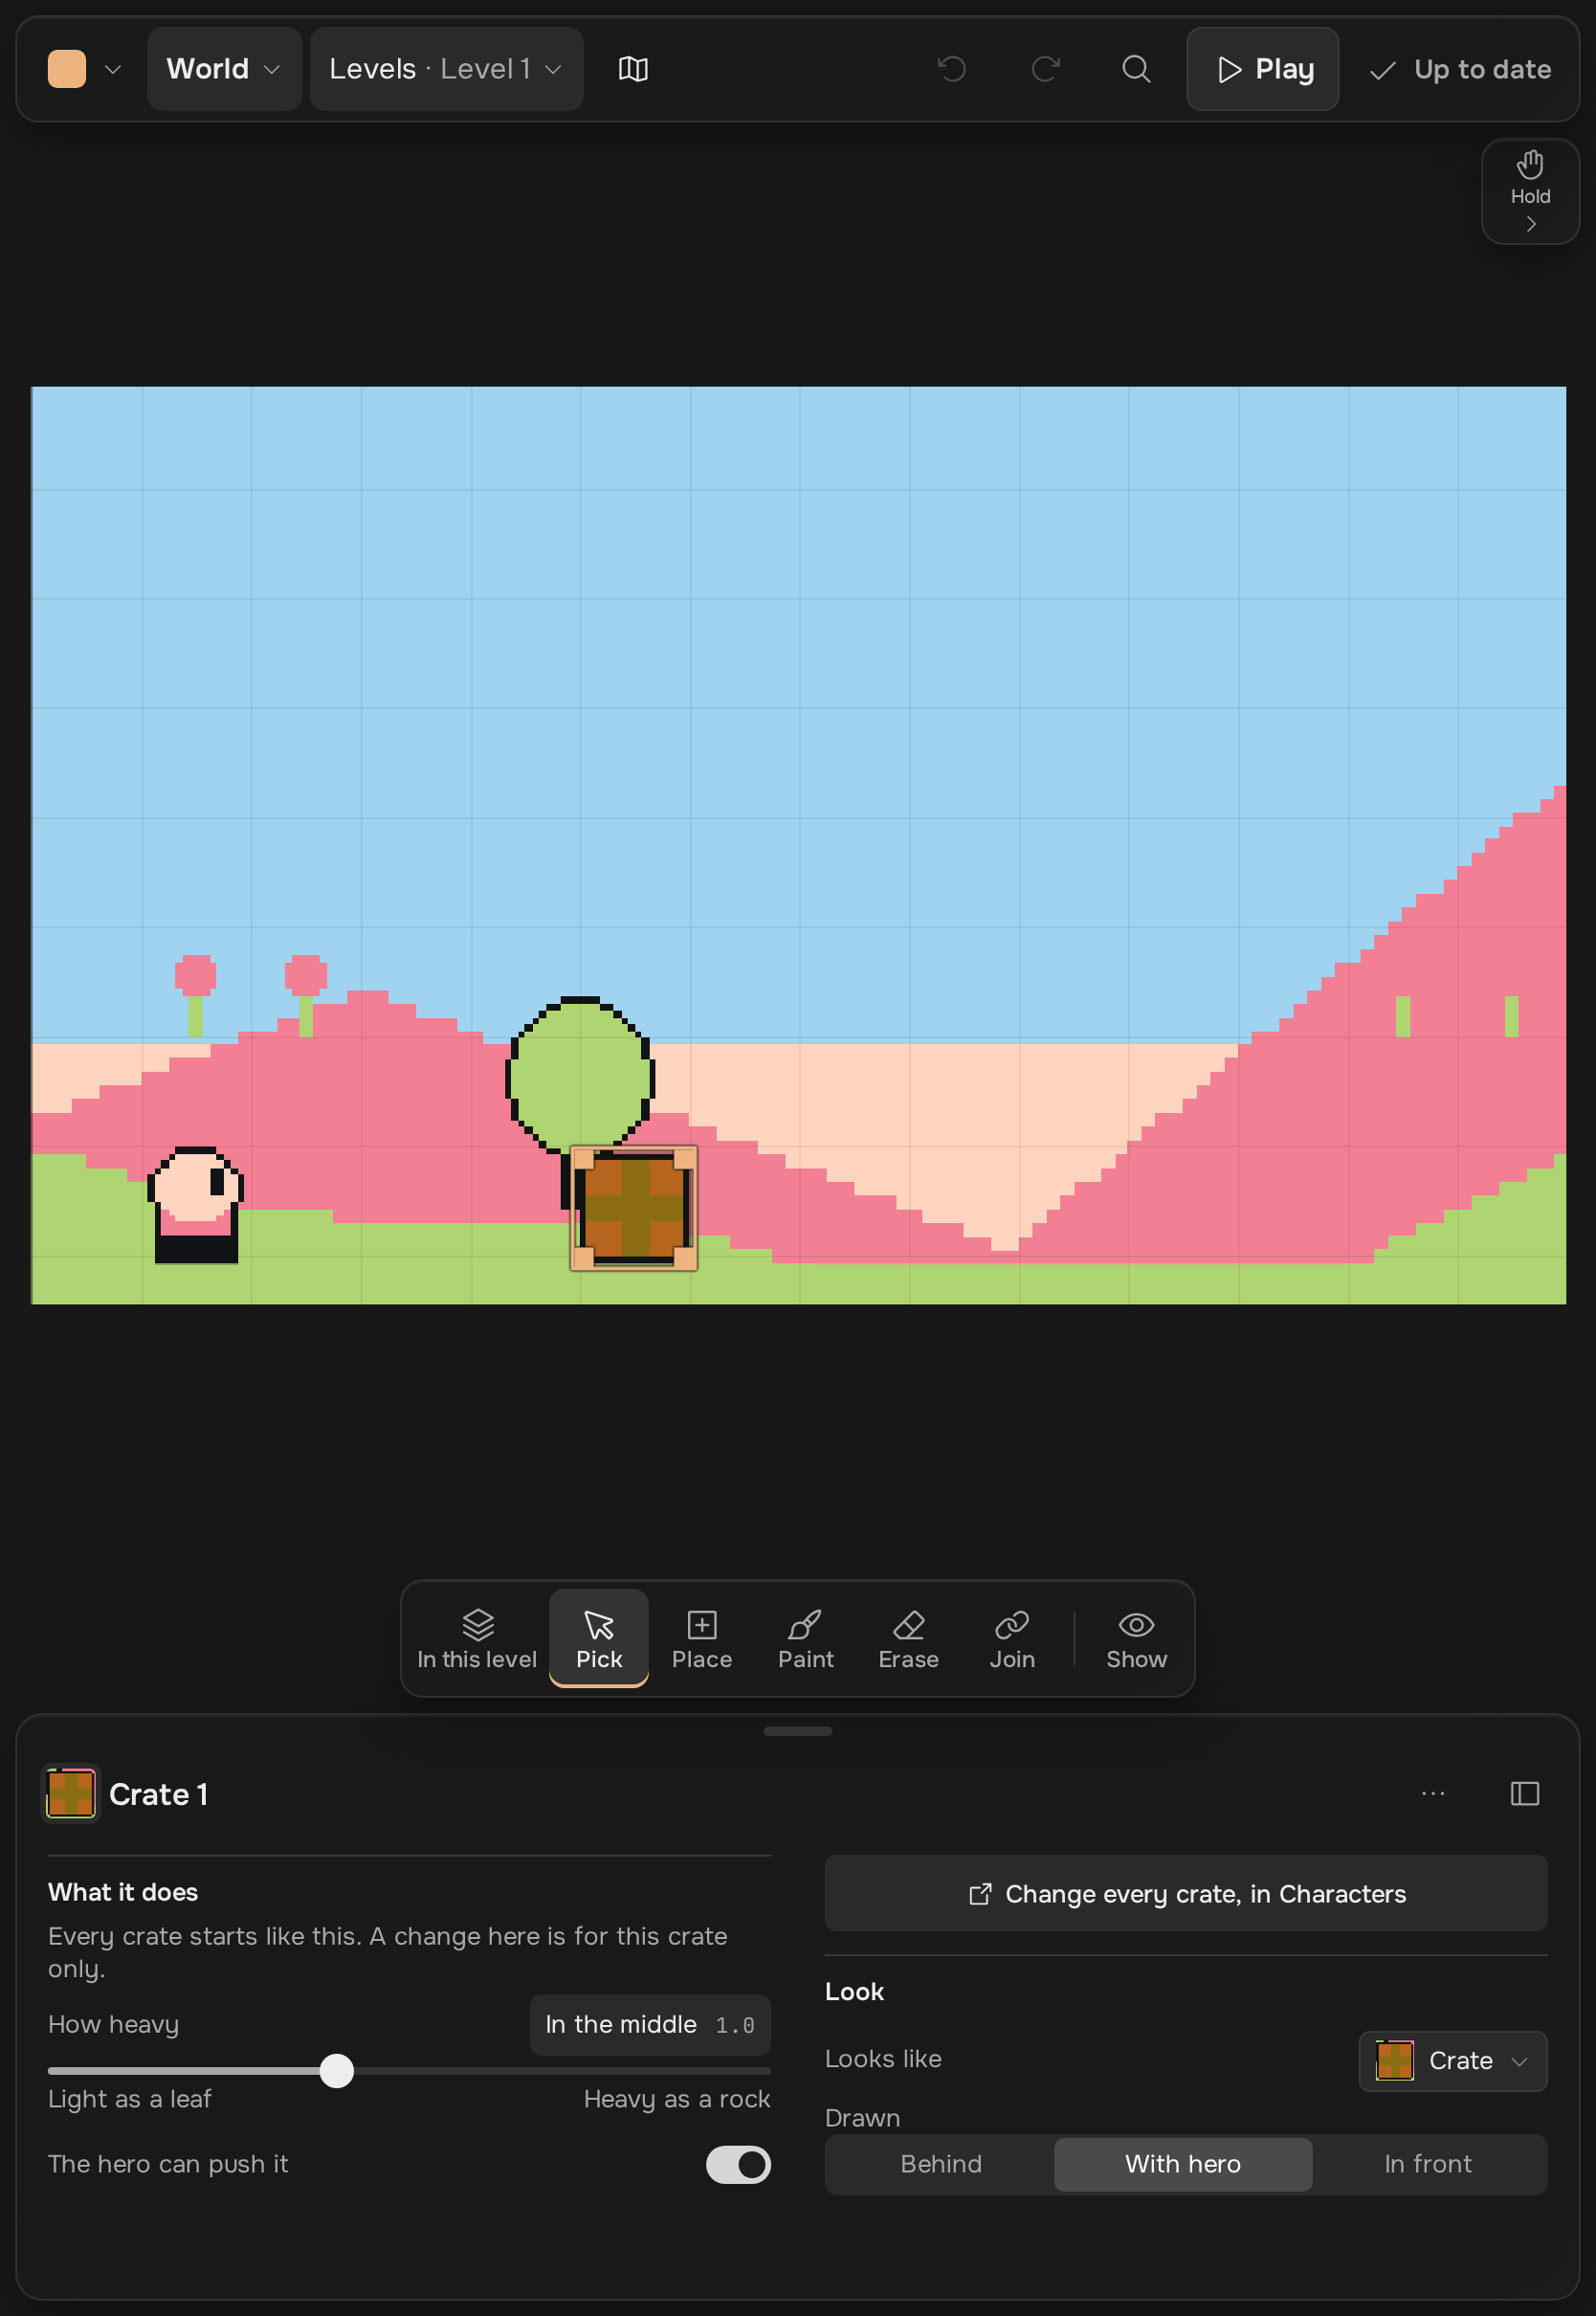 World
Levels · Level 1
Play
Up to date
Hold
In this level
Pick
Place
Paint
Erase
Join
Show
Crate 1
What it does
Every crate starts like this. A change here is for this crate
only.
How heavy
In the middle 1.0
Light as a leaf
Heavy as a rock
The hero can push it
Change every crate, in Characters
Look
Looks like
Crate
Drawn
Behind
With hero
In front